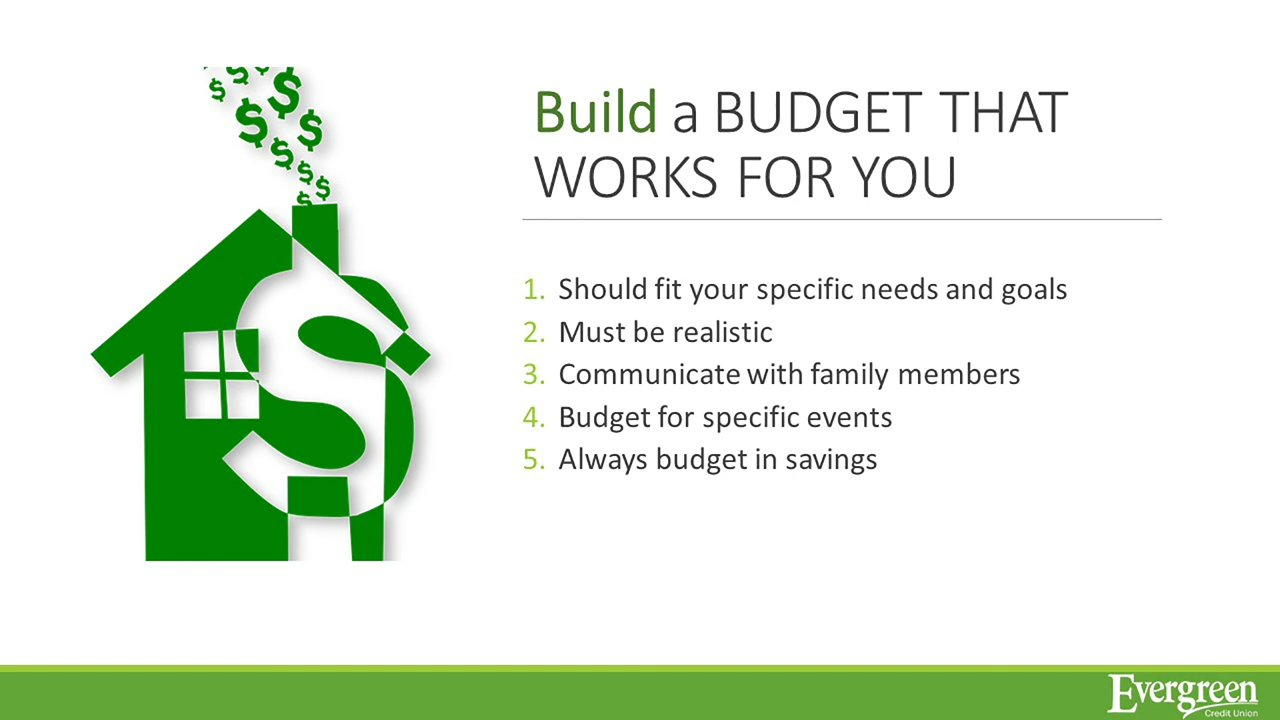 Build a BUDGET THAT
WORKS FOR YOU
1. Should fit your specific needs and goals
2. Must be realistic
3. Communicate with family members
4. Budget for specific events
5. Always budget in savings
Evergreen
Credit Union